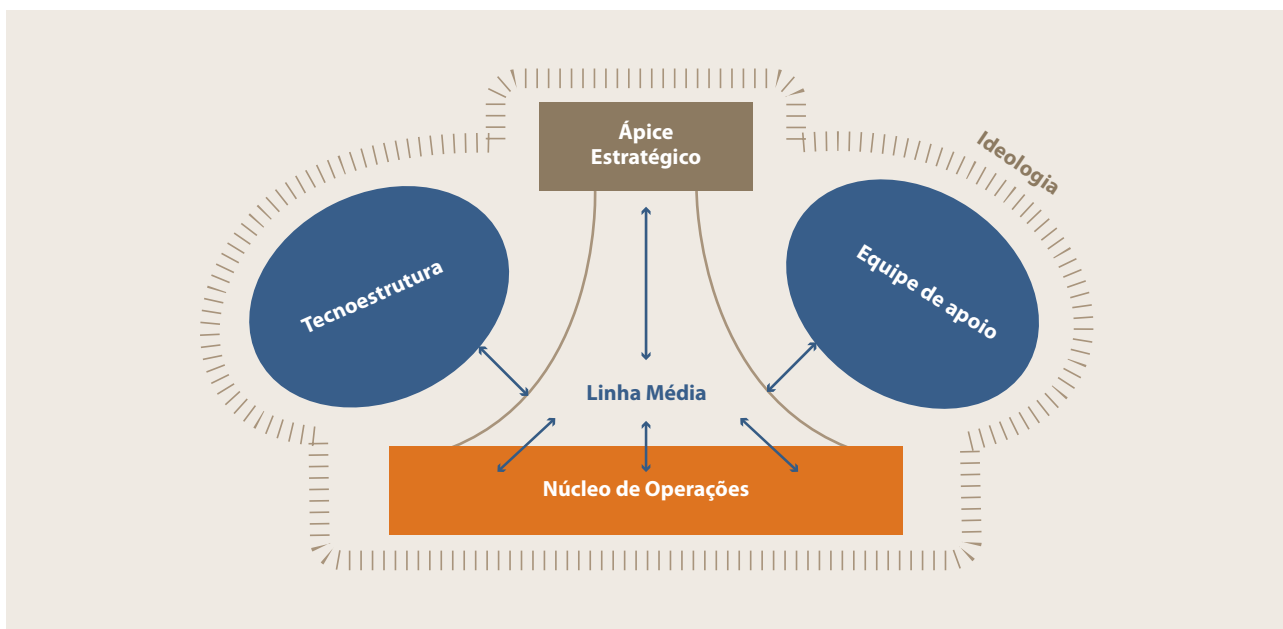 Ápice
Estratégico
Ideologia
Tecnoestrutura
Equipe de apoio
Linha Média
Núcleo de Operações